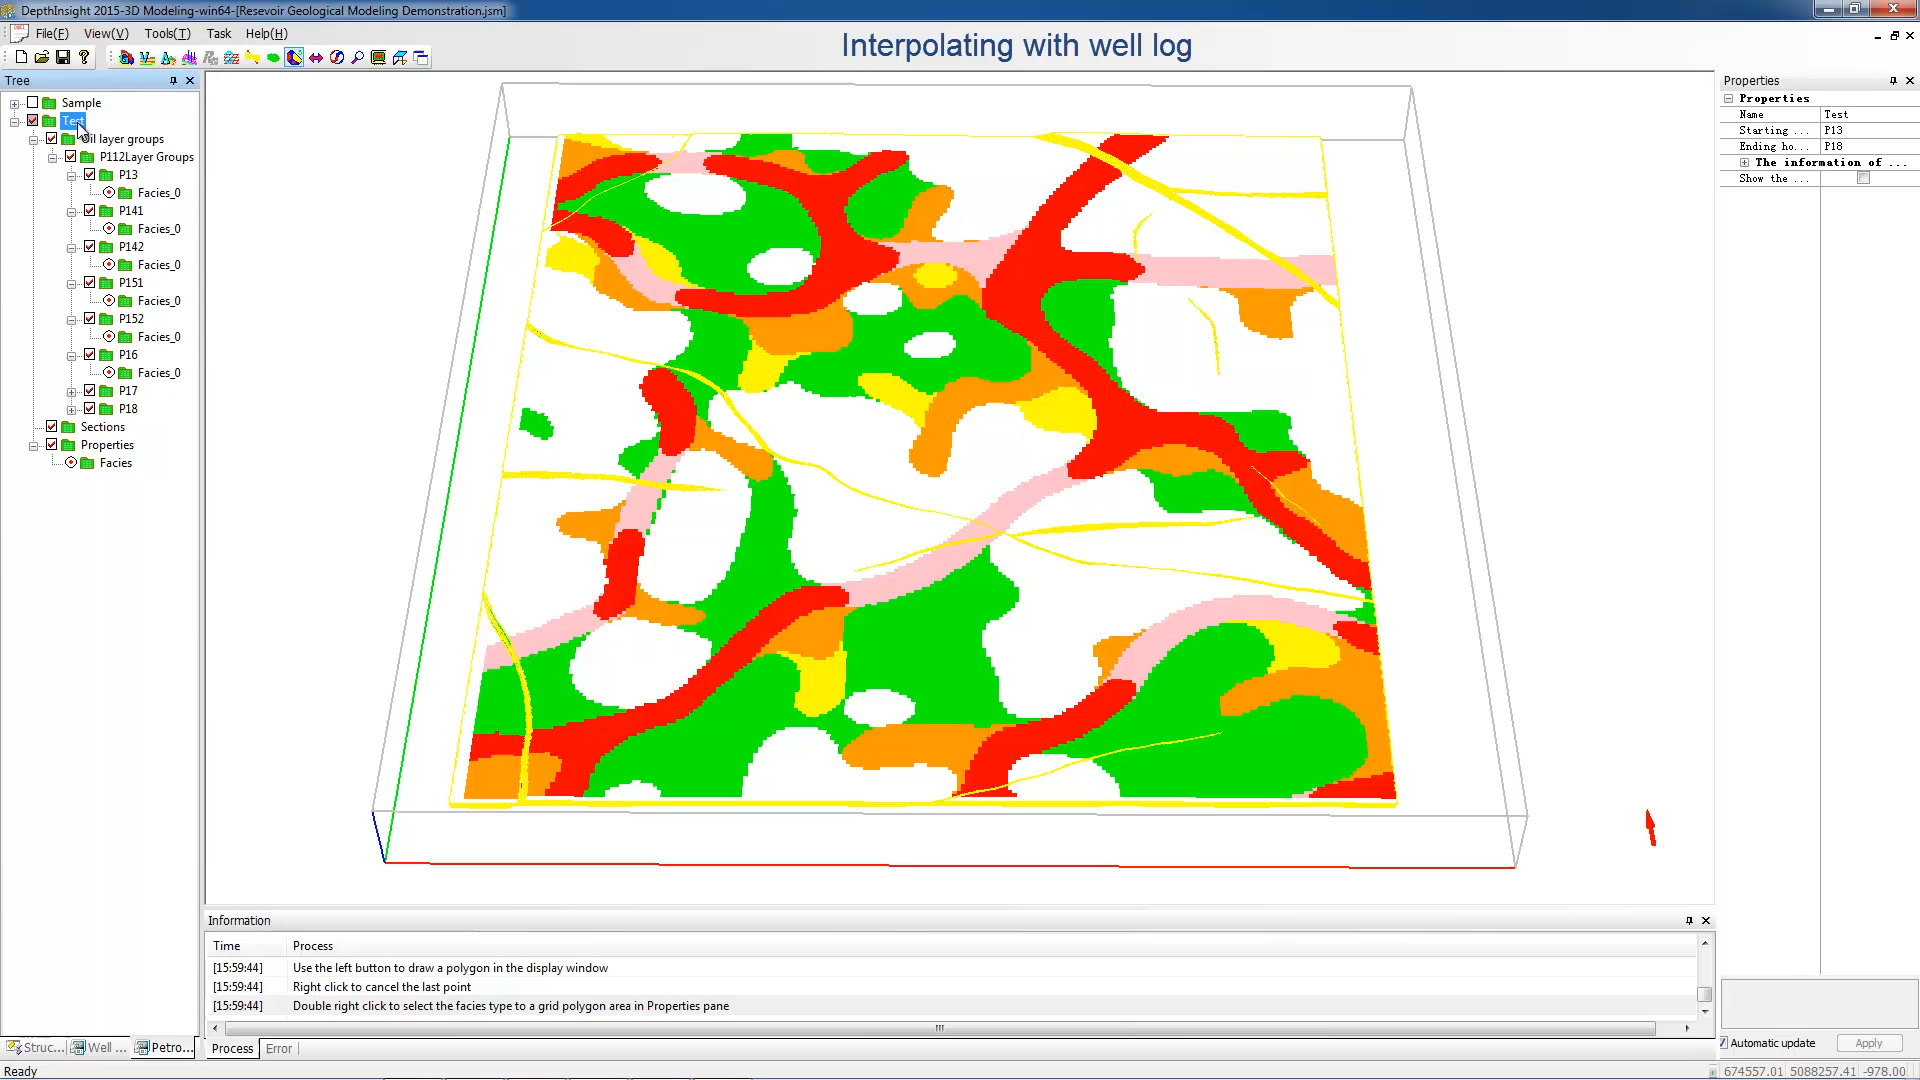 DepthInsight 2015-3D Modeling-win64-[Resevoir Geological Modeling Demonstration.jsm]
File(F) View(V) Tools(T) Task Help(H)
Interpolating with well log
Tree
Sample
Test
Oil layer groups
P112Layer Groups
P13
Facies_0
P141
Facies_0
P142
Facies_0
P151
Facies_0
P152
Facies_0
P16
Facies_0
P17
P18
Sections
Properties
Facies
Struc... Well ... Petro...
Properties
Properties
Name Test
Starting ... P13
Ending ho... P18
The information of ...
Show the ...
Information
Time Process
[15:59:44] Use the left button to draw a polygon in the display window
[15:59:44] Right click to cancel the last point
[15:59:44] Double right click to select the facies type to a grid polygon area in Properties pane
Process Error
Automatic update Apply
Ready
674557.01 5088257.41 -978.00